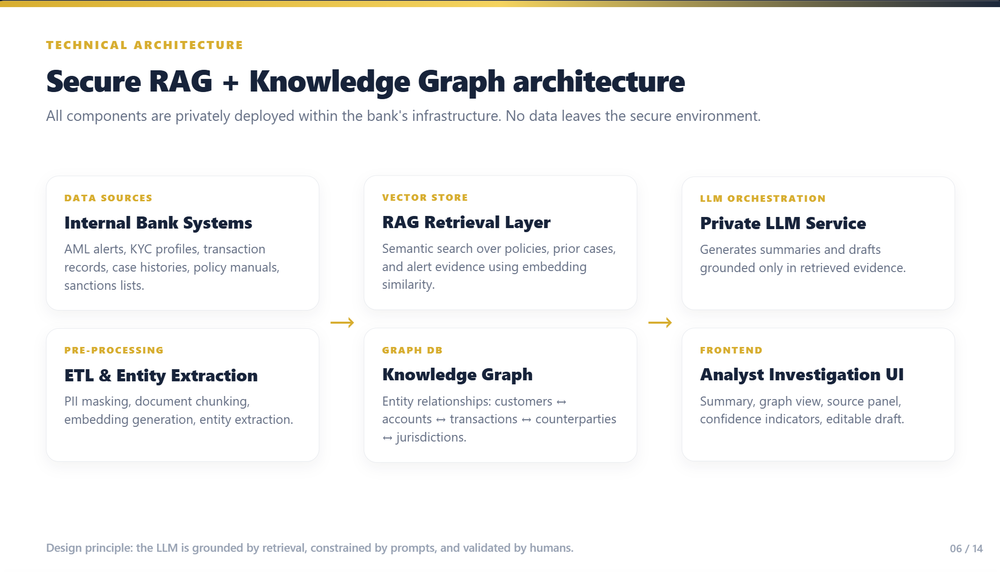 TECHNICAL ARCHITECTURE
Secure RAG + Knowledge Graph architecture
All components are privately deployed within the bank's infrastructure. No data leaves the secure environment.
DATA SOURCES
Internal Bank Systems
AML alerts, KYC profiles, transaction
records, case histories, policy manuals,
sanctions lists.
PRE-PROCESSING
ETL & Entity Extraction
PII masking, document chunking,
embedding generation, entity extraction.
→
VECTOR STORE
RAG Retrieval Layer
Semantic search over policies, prior cases,
and alert evidence using embedding
similarity.
GRAPH DB
Knowledge Graph
Entity relationships: customers ↔
accounts ↔ transactions ↔ counterparties
↔ jurisdictions.
→
LLM ORCHESTRATION
Private LLM Service
Generates summaries and drafts
grounded only in retrieved evidence.
FRONTEND
Analyst Investigation UI
Summary, graph view, source panel,
confidence indicators, editable draft.
Design principle: the LLM is grounded by retrieval, constrained by prompts, and validated by humans.
06 / 14